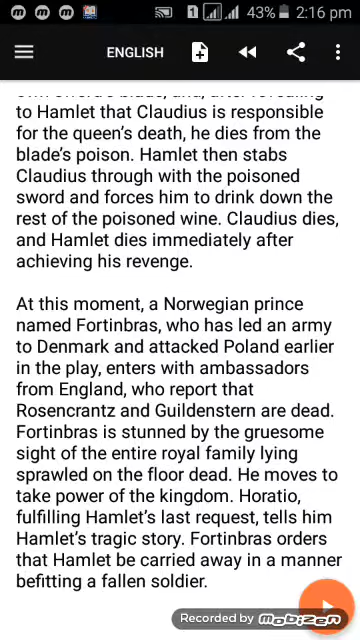 1 43% 2:16 pm
ENGLISH
to Hamlet that Claudius is responsible
for the queen's death, he dies from the
blade's poison. Hamlet then stabs
Claudius through with the poisoned
sword and forces him to drink down the
rest of the poisoned wine. Claudius dies,
and Hamlet dies immediately after
achieving his revenge.
At this moment, a Norwegian prince
named Fortinbras, who has led an army
to Denmark and attacked Poland earlier
in the play, enters with ambassadors
from England, who report that
Rosencrantz and Guildenstern are dead.
Fortinbras is stunned by the gruesome
sight of the entire royal family lying
sprawled on the floor dead. He moves to
take power of the kingdom. Horatio,
fulfilling Hamlet's last request, tells him
Hamlet's tragic story. Fortinbras orders
that Hamlet be carried away in a manner
befitting a fallen soldier.
Recorded by mobizen